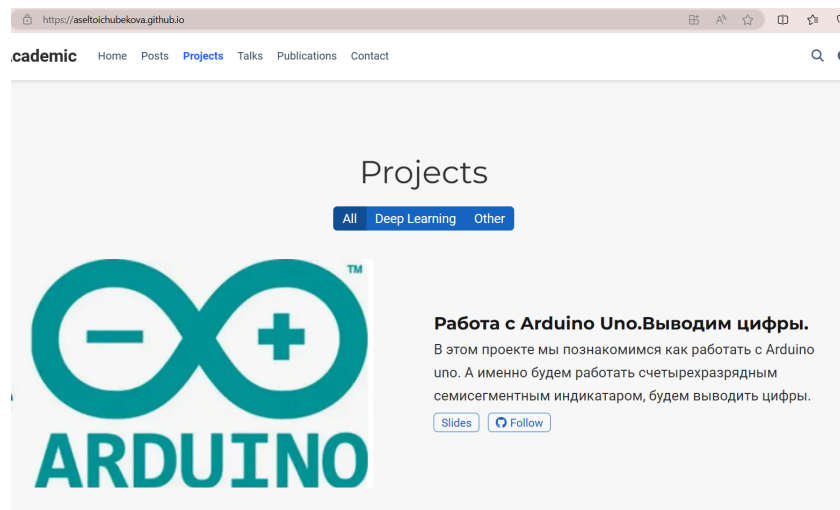 https://aseltoichubekova.github.io
cademic Home Posts Projects Talks Publications Contact
Projects
All Deep Learning Other
TM
ARDUINO
Работа с Arduino Uno.Выводим цифры.
В этом проекте мы познакомимся как работать с Arduino
uno. А именно будем работать счетырехразрядным
семисегментным индикатаром, будем выводить цифры.
Slides Follow